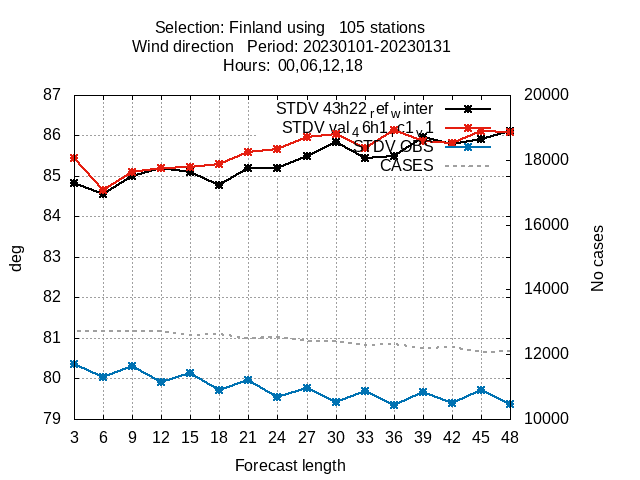 Selection: Finland using   105 stations
Wind direction   Period: 20230101-20230131
Hours:  00,06,12,18
STDV 43h22_ref_winter
STDV OBS
CASES
87
86
85
84
83
82
81
80
79
20000
18000
16000
14000
12000
10000
deg
No cases
3 6 9 12 15 18 21 24 27 30 33 36 39 42 45 48
Forecast length